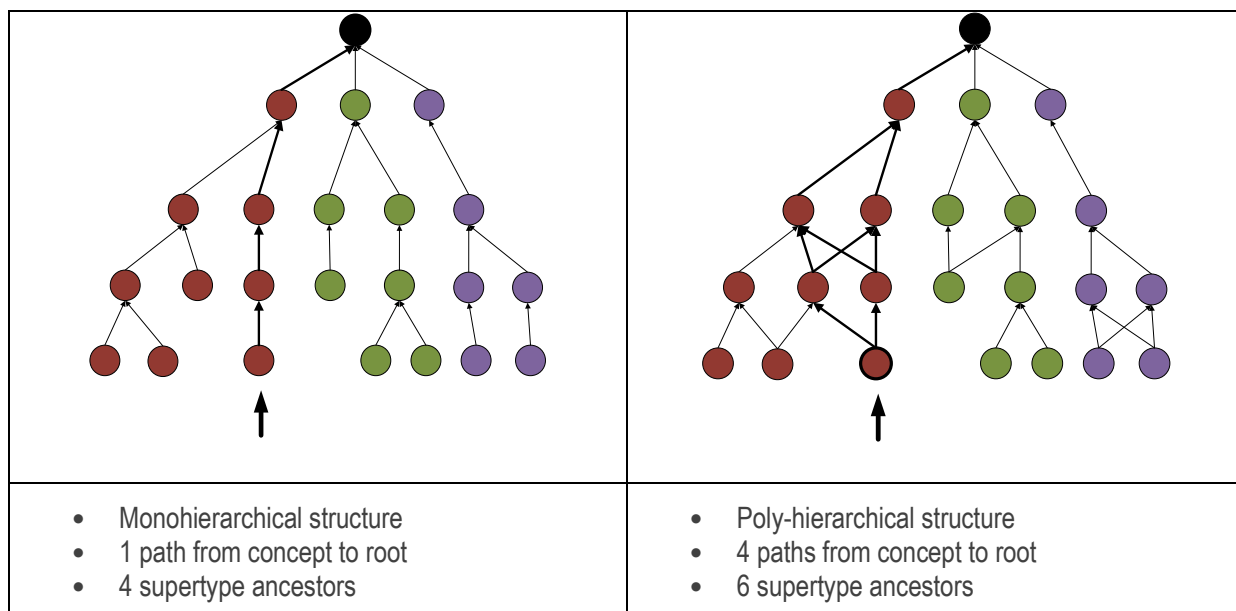 • Monohierarchical structure
• 1 path from concept to root
• 4 supertype ancestors
• Poly-hierarchical structure
• 4 paths from concept to root
• 6 supertype ancestors